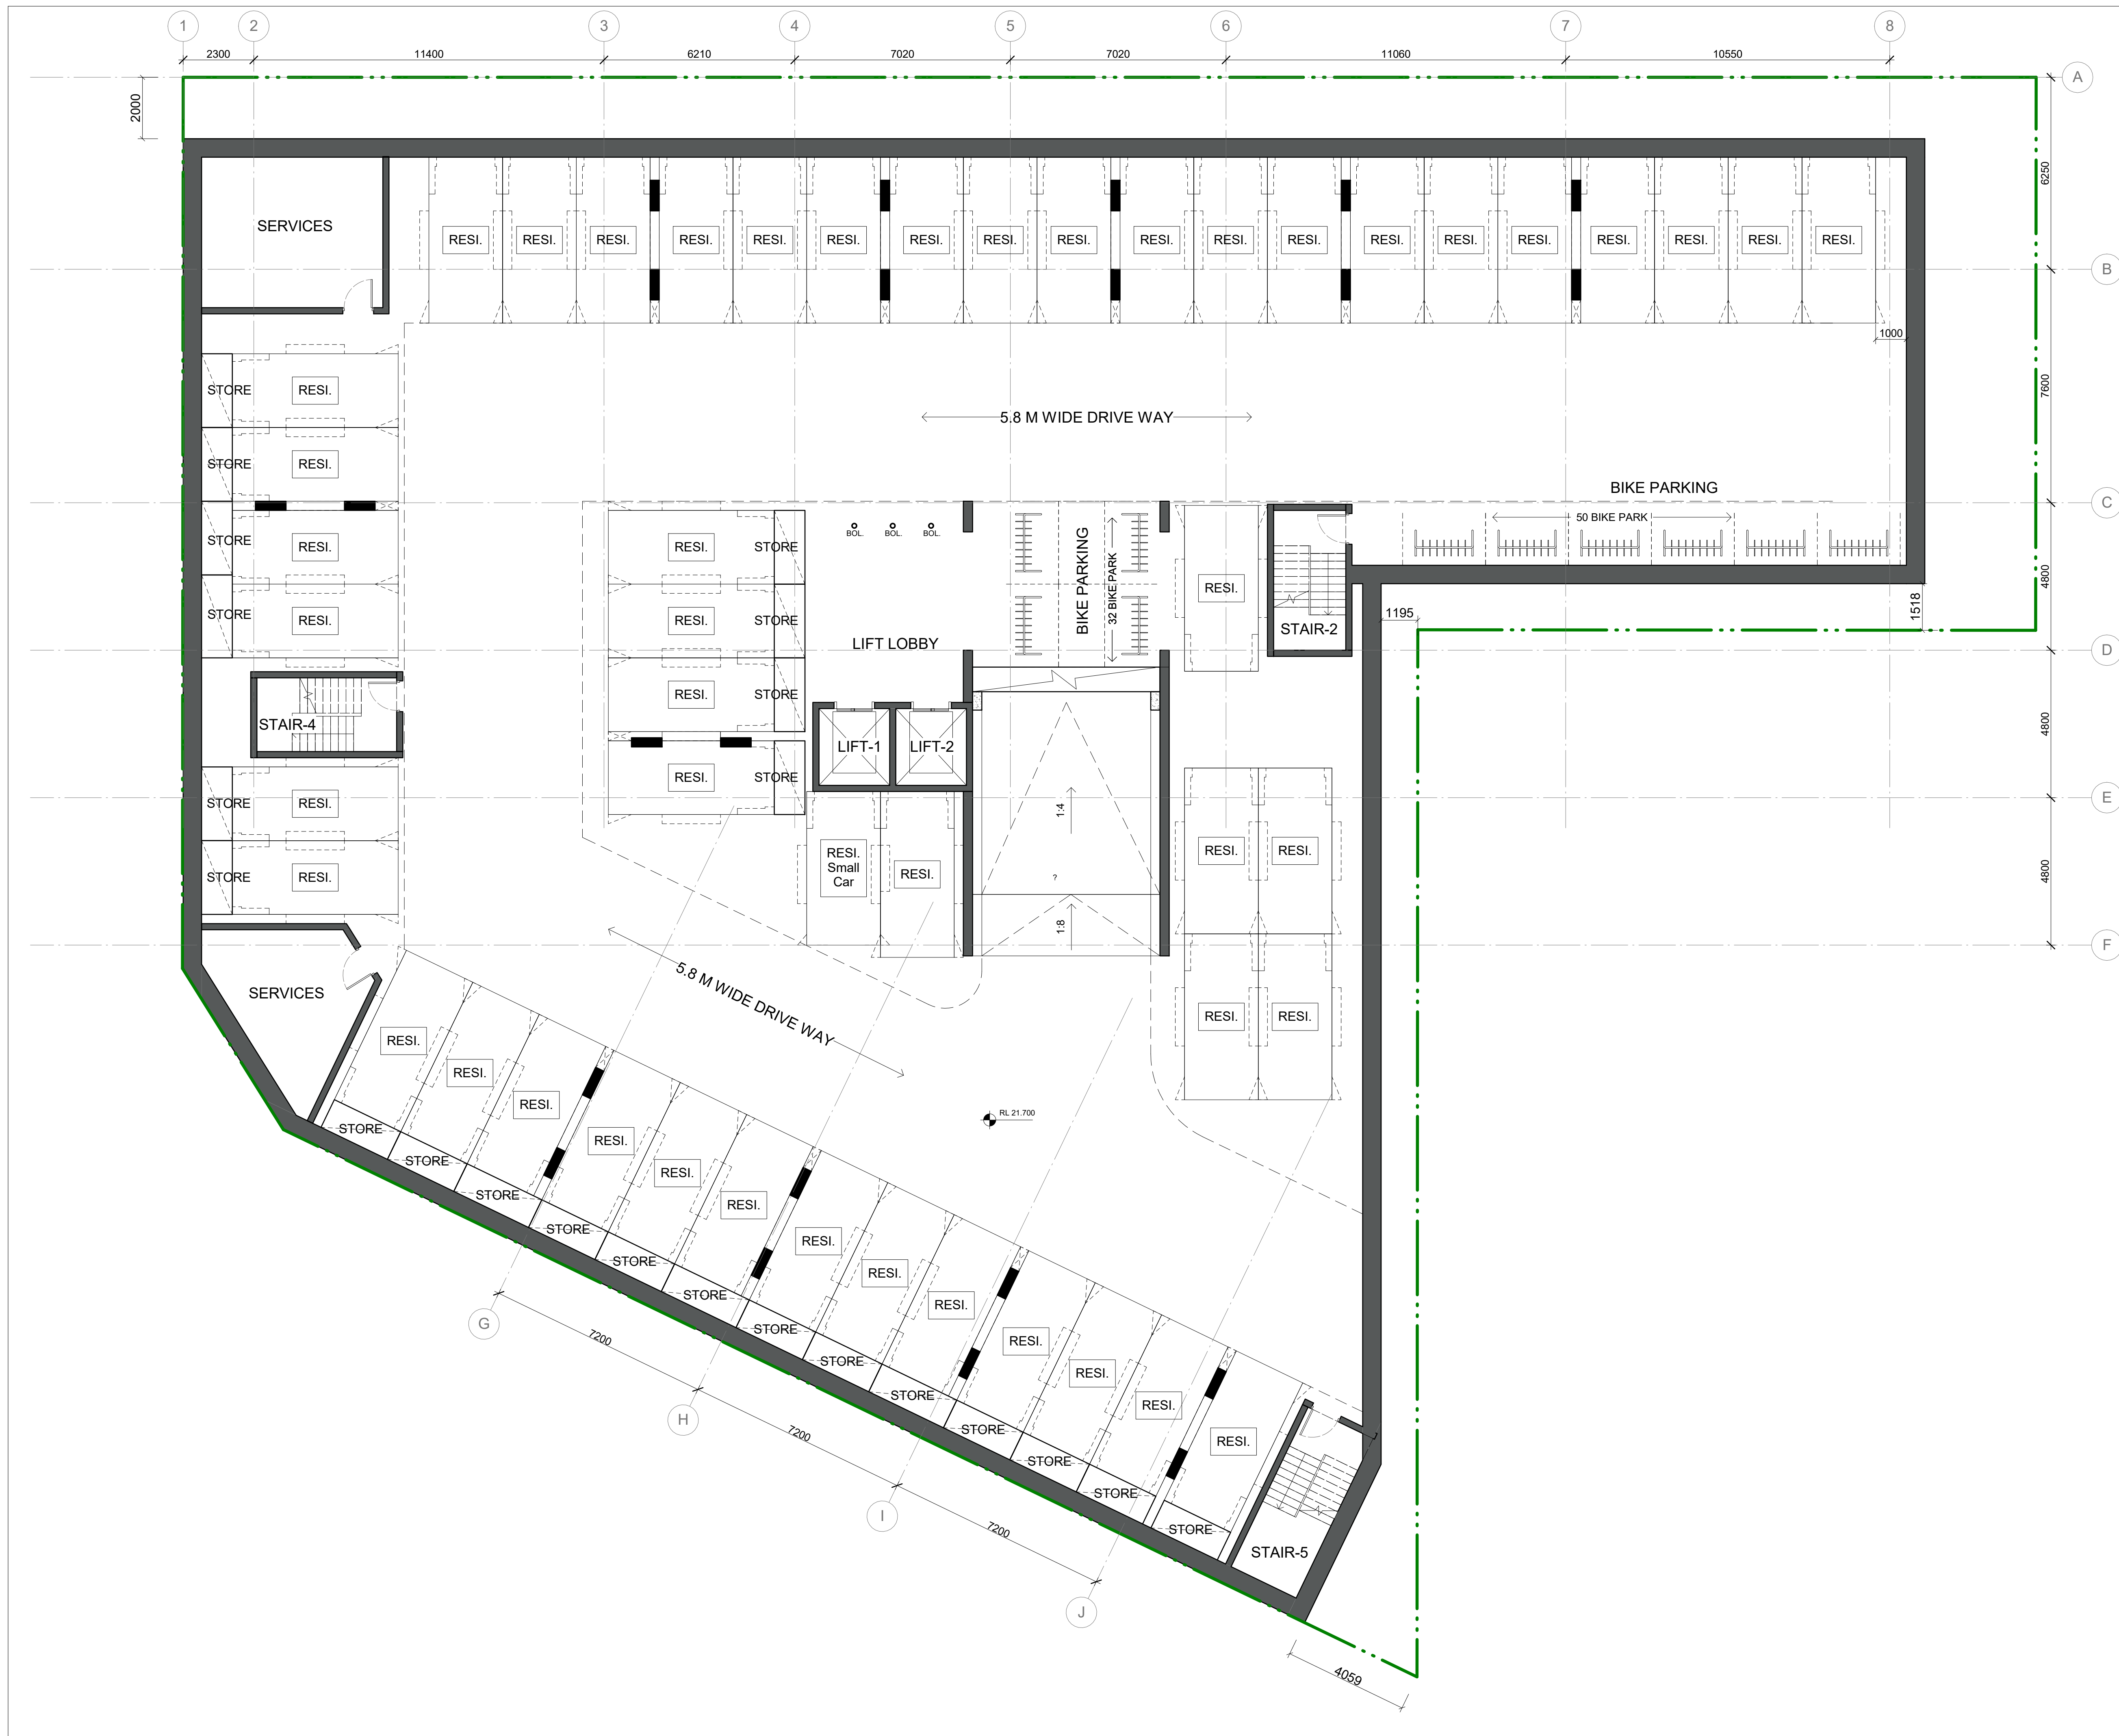 1 2 3 4 5 6 7 8
2300 11400 6210 7020 7020 11060 10550
A
2000
6250
SERVICES
RESI. RESI. RESI. RESI. RESI. RESI. RESI. RESI. RESI. RESI. RESI. RESI. RESI. RESI. RESI. RESI. RESI. RESI. RESI.
B
1000
7600
STORE RESI.
5.8 M WIDE DRIVE WAY
STORE RESI.
BIKE PARKING
C
50 BIKE PARK
BOL. BOL. BOL.
STORE RESI.
RESI. STORE
BIKE PARKING
32 BIKE PARK
RESI.
4800
1518
1195
STORE RESI.
RESI. STORE
STAIR-2
LIFT LOBBY
D
RESI. STORE
STAIR-4
LIFT-1 LIFT-2
4800
RESI. STORE
STORE RESI.
E
1:4
RESI.
Small
Car
RESI.
RESI. RESI.
4800
STORE RESI.
?
1:8
F
5.8 M WIDE DRIVE WAY
SERVICES
RESI. RESI.
RESI.
RESI.
RESI.
RESI.
RESI.
RESI.
RESI.
RESI.
RESI.
RESI.
RESI.
RESI.
RESI.
RL 21.700
STORE
STORE
STORE
STORE
STORE
STORE
STORE
STORE
STORE
STORE
STORE
STORE
STORE
STAIR-5
G
7200
H
7200
I
7200
J
4059